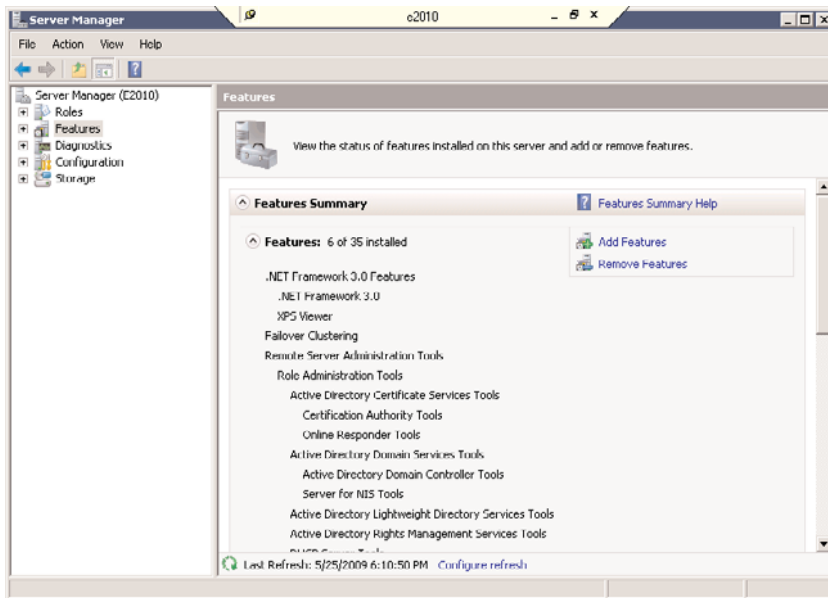 Server Manager
e2010
File Action View Help
Server Manager (E2010)
Roles
Features
Diagnostics
Configuration
Storage
Features
View the status of features installed on this server and add or remove features.
Features Summary
Features Summary Help
Features: 6 of 35 installed
Add Features
Remove Features
.NET Framework 3.0 Features
.NET Framework 3.0
XPS Viewer
Failover Clustering
Remote Server Administration Tools
Role Administration Tools
Active Directory Certificate Services Tools
Certification Authority Tools
Online Responder Tools
Active Directory Domain Services Tools
Active Directory Domain Controller Tools
Server for NIS Tools
Active Directory Lightweight Directory Services Tools
Active Directory Rights Management Services Tools
Last Refresh: 5/25/2009 6:10:50 PM Configure refresh